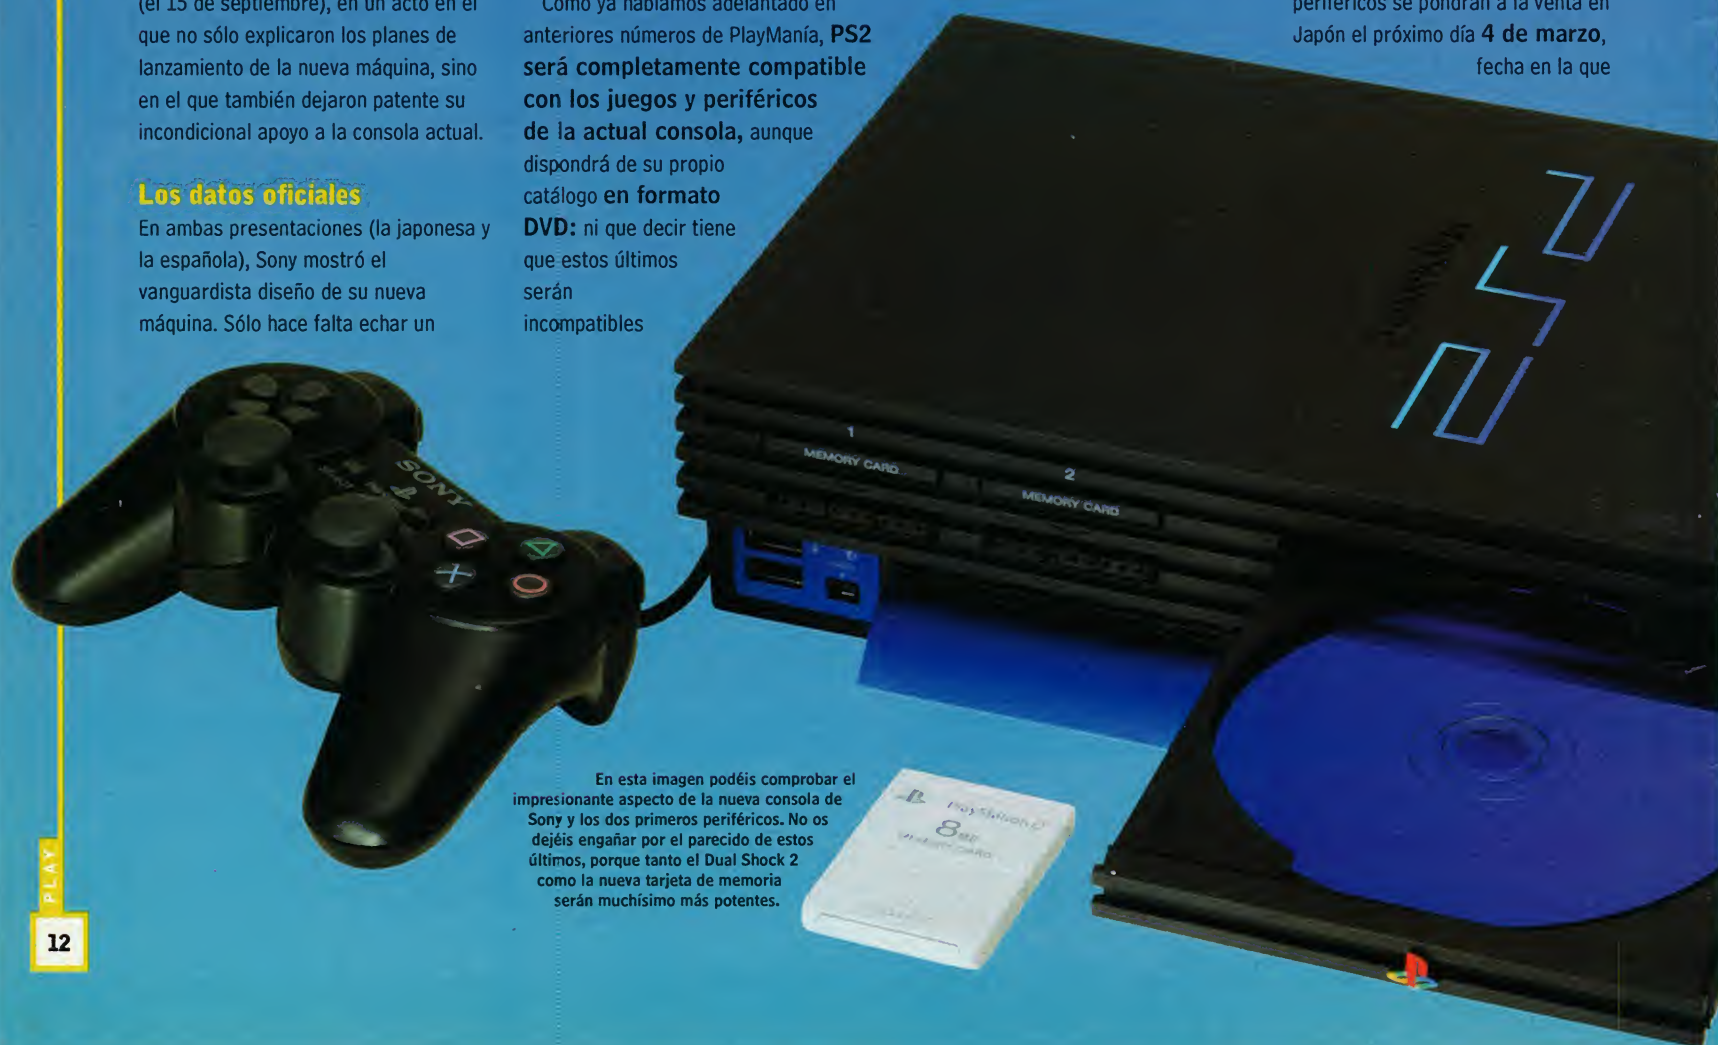 (el 15 de septiembre), en un acto en el
que no sólo explicaron los planes de
lanzamiento de la nueva máquina, sino
en el que también dejaron patente su
incondicional apoyo a la consola actual.
Los datos oficiales
En ambas presentaciones (la japonesa y
la española), Sony mostró el
vanguardista diseño de su nueva
máquina. Sólo hace falta echar un
Como ya habíamos adelantado en
anteriores números de PlayManía, PS2
será completamente compatible
con los juegos y periféricos
de la actual consola, aunque
dispondrá de su propio
catálogo en formato
DVD: ni que decir tiene
que estos últimos
serán
incompatibles
periféricos se pondrán a la venta en
Japón el próximo día 4 de marzo,
fecha en la que
PS2
1
MEMORY CARD
2
MEMORY CARD
SONY
En esta imagen podéis comprobar el
impresionante aspecto de la nueva consola de
Sony y los dos primeros periféricos. No os
dejéis engañar por el parecido de estos
últimos, porque tanto el Dual Shock 2
como la nueva tarjeta de memoria
serán muchísimo más potentes.
PlayStation 2
8MB
MEMORY CARD
PLAY
12